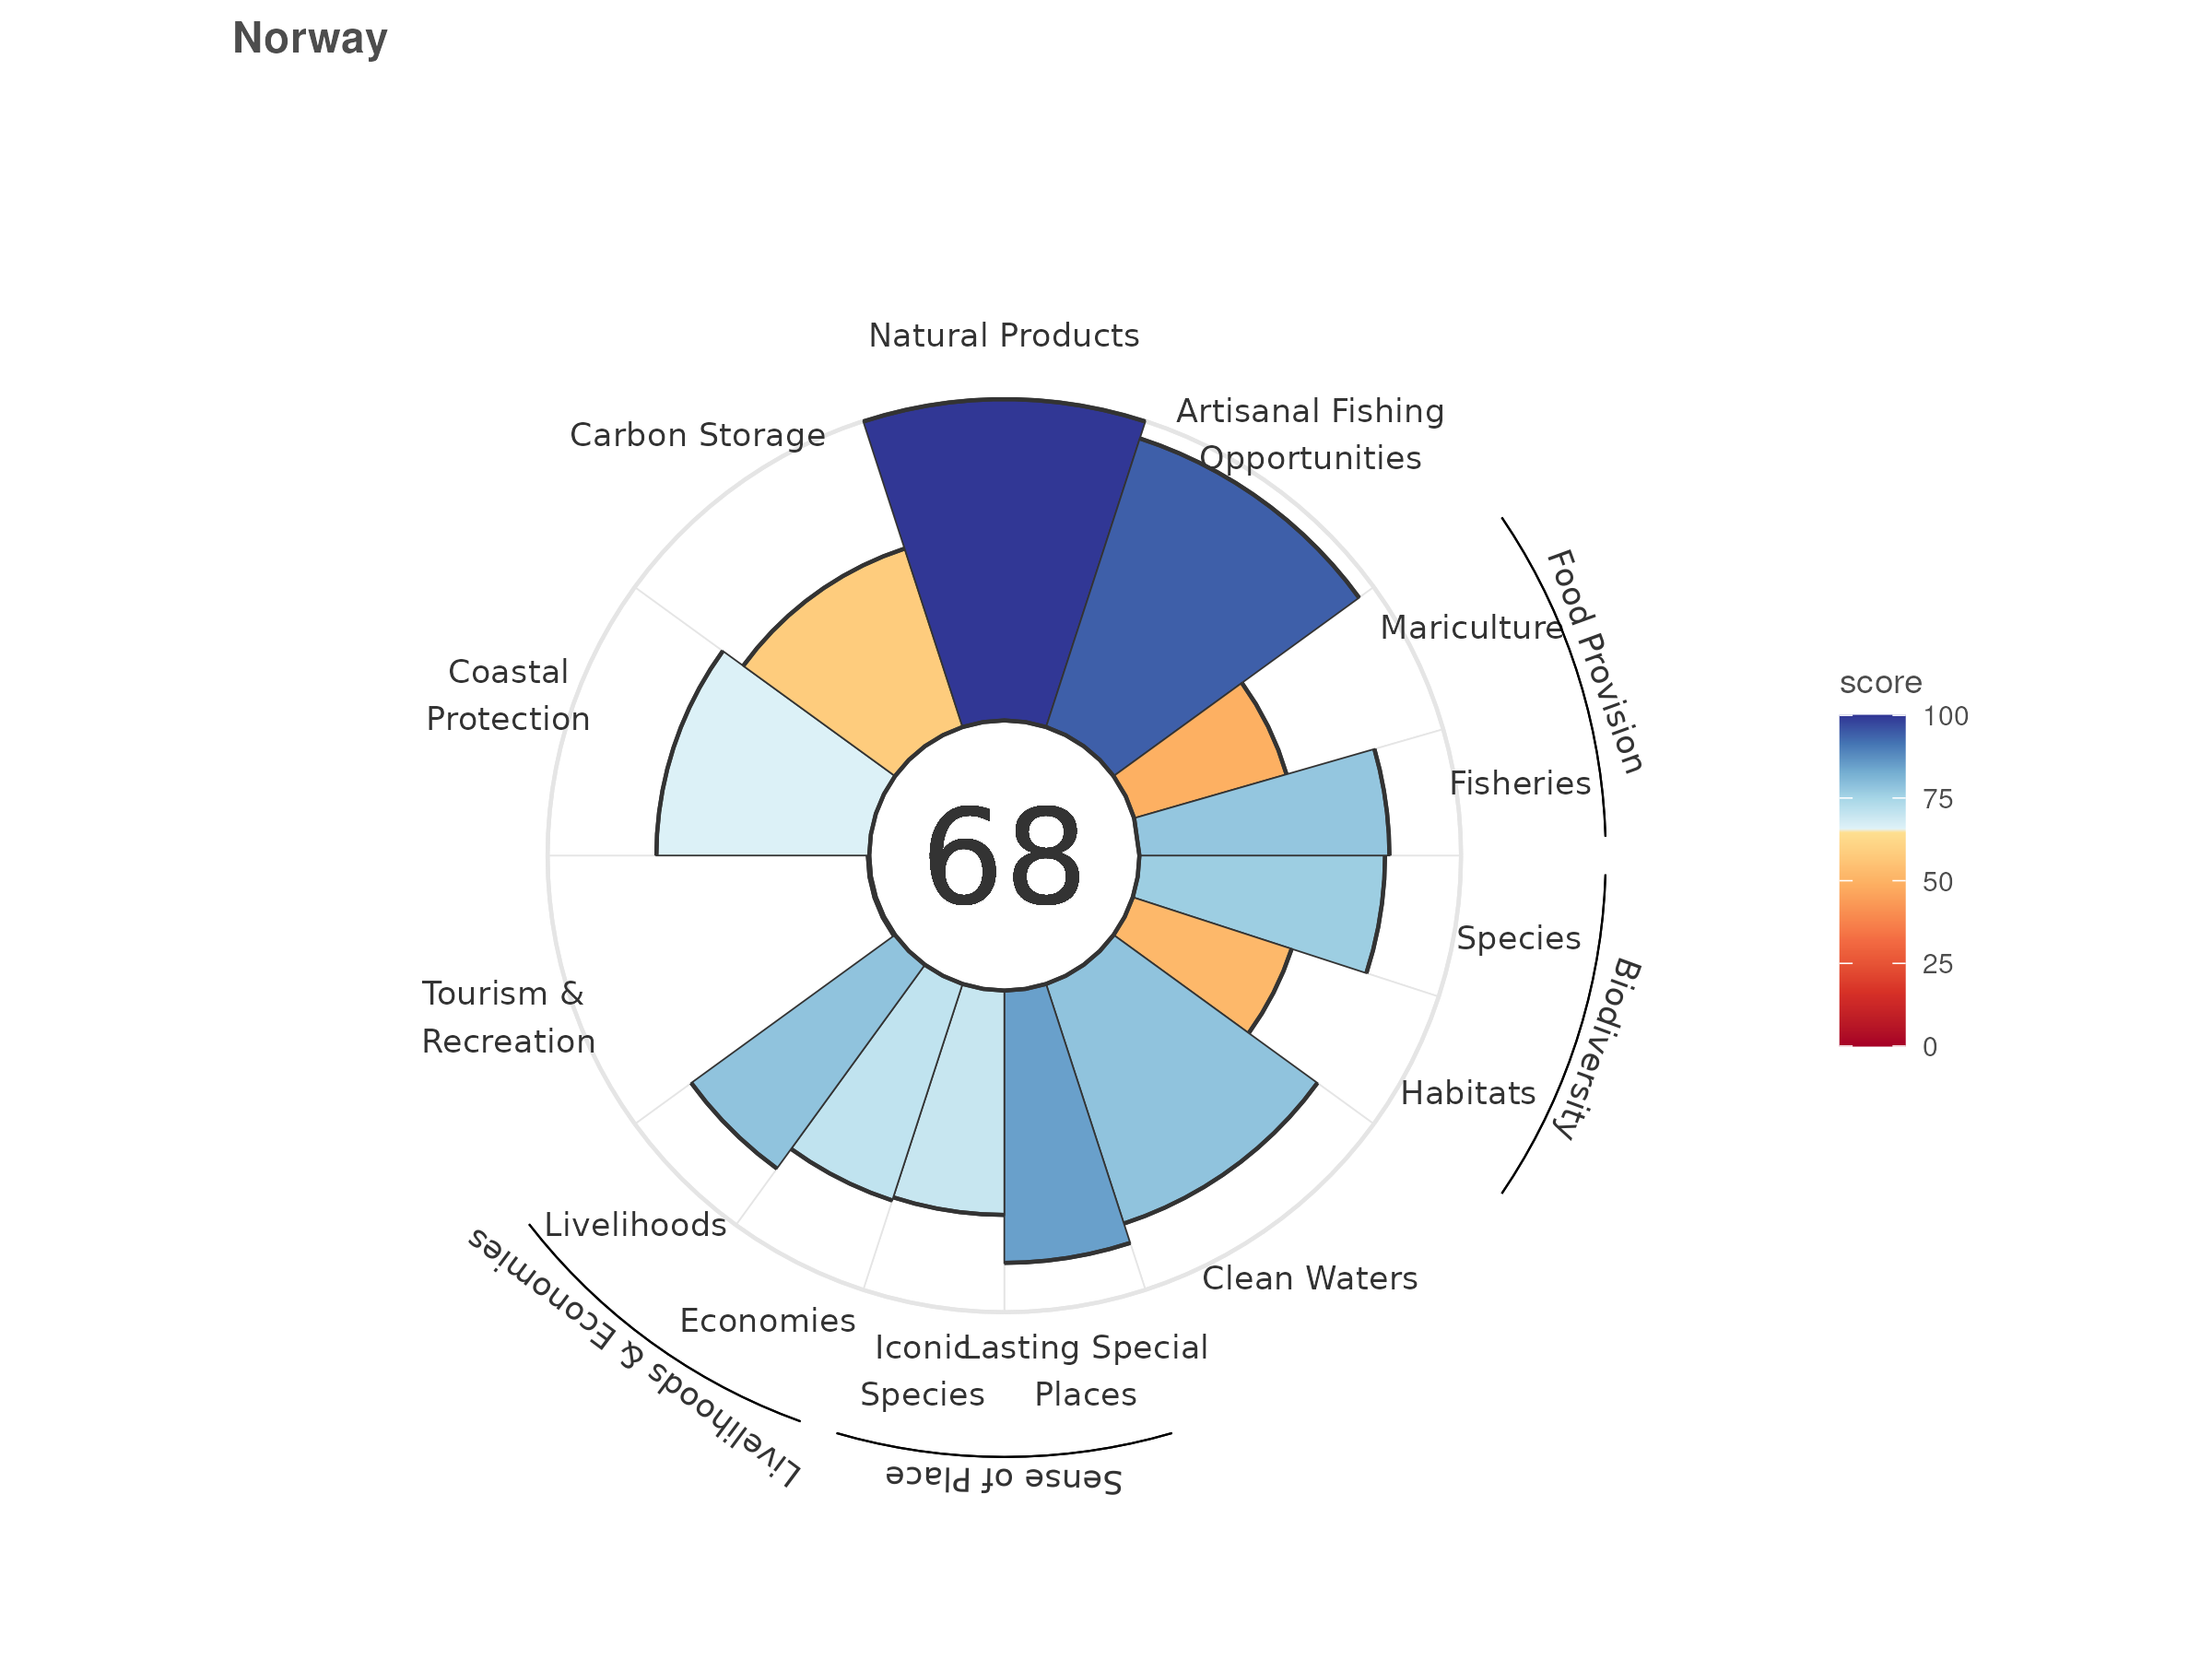 Norway
Natural Products
Artisanal Fishing
Opportunities
Carbon Storage
Mariculture
Food Provision
Coastal
Protection
Fisheries
68
Species
Biodiversity
Tourism &
Recreation
Habitats
Livelihoods
Clean Waters
Economies
Livelihoods & Economies
Iconic
Species
Lasting Special
Places
Sense of Place
score
100
75
50
25
0